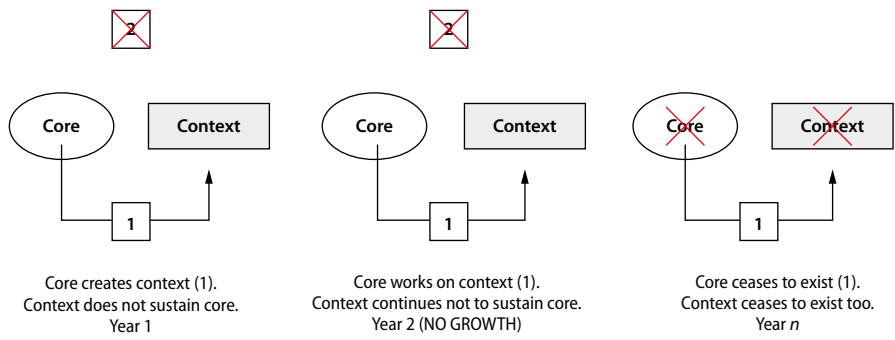 2
2
Core
Context
Core
Context
Core
Context
1
1
1
Core creates context (1).
Context does not sustain core.
Year 1
Core works on context (1).
Context continues not to sustain core.
Year 2 (NO GROWTH)
Core ceases to exist (1).
Context ceases to exist too.
Year n